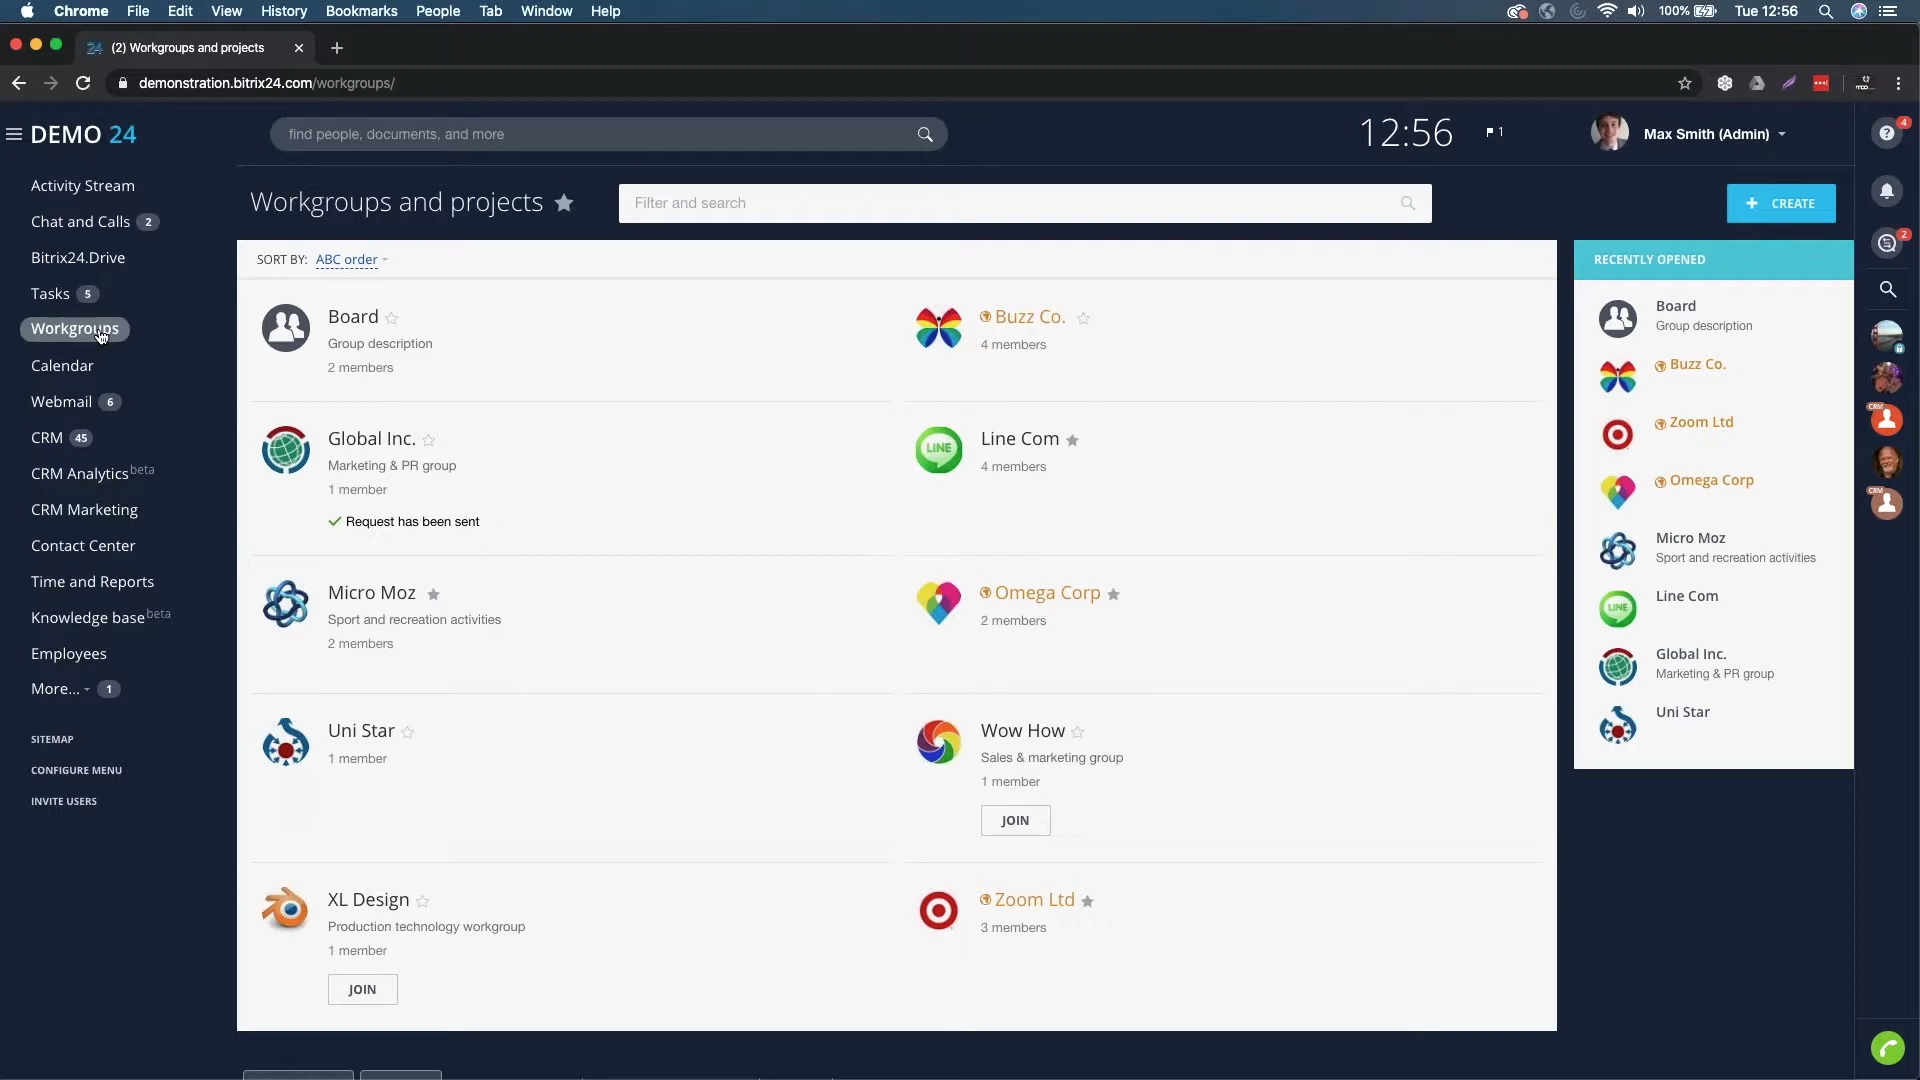 Chrome File Edit View History Bookmarks People Tab Window Help 100% Tue 12:56
24 (2) Workgroups and projects
demonstration.bitrix24.com/workgroups/
DEMO 24
find people, documents, and more
12:56
1
Max Smith (Admin)
4
Activity Stream
Chat and Calls 2
Bitrix24.Drive
Tasks 5
Workgroups
Calendar
Webmail 6
CRM 45
CRM Analytics beta
CRM Marketing
Contact Center
Time and Reports
Knowledge base beta
Employees
More... 1
SITEMAP
CONFIGURE MENU
INVITE USERS
Workgroups and projects
Filter and search
+ CREATE
SORT BY: ABC order
Board
Group description
2 members
Buzz Co.
4 members
Global Inc.
Marketing & PR group
1 member
Request has been sent
LINE
Line Com
4 members
Micro Moz
Sport and recreation activities
2 members
Omega Corp
2 members
Uni Star
1 member
Wow How
Sales & marketing group
1 member
JOIN
XL Design
Production technology workgroup
1 member
JOIN
Zoom Ltd
3 members
RECENTLY OPENED
Board
Group description
Buzz Co.
Zoom Ltd
Omega Corp
Micro Moz
Sport and recreation activities
LINE
Line Com
Global Inc.
Marketing & PR group
Uni Star
2
CRM
CRM